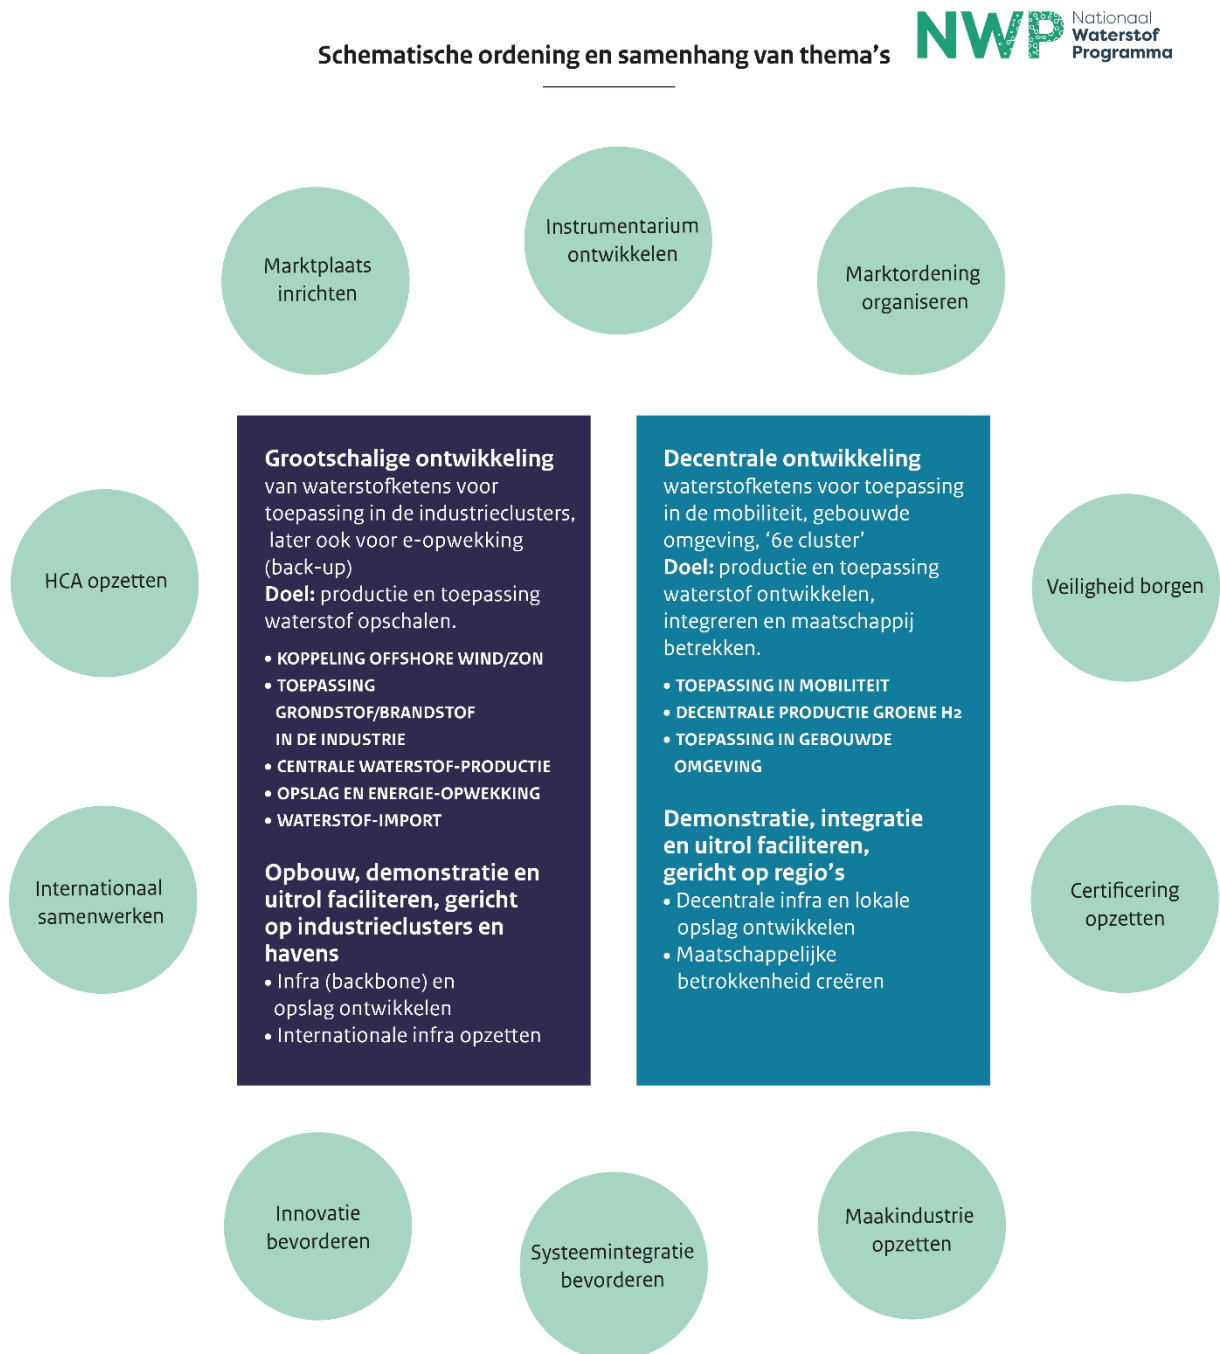 Schematische ordening en samenhang van thema's
NWP
Nationaal
Waterstof
Programma
Instrumentarium
ontwikkelen
Marktplaats
inrichten
Marktordening
organiseren
HCA opzetten
Veiligheid borgen
Internationaal
samenwerken
Certificering
opzetten
Grootschalige ontwikkeling
van waterstofketens voor
toepassing in de industrieclusters,
later ook voor e-opwekking
(back-up)
Doel: productie en toepassing
waterstof opschalen.
• KOPPELING OFFSHORE WIND/ZON
• TOEPASSING
GRONDSTOF/BRANDSTOF
IN DE INDUSTRIE
• CENTRALE WATERSTOF-PRODUCTIE
• OPSLAG EN ENERGIE-OPWEKKING
• WATERSTOF-IMPORT
Opbouw, demonstratie en
uitrol faciliteren, gericht
op industrieclusters en
havens
• Infra (backbone) en
opslag ontwikkelen
• Internationale infra opzetten
Decentrale ontwikkeling
waterstofketens voor toepassing
in de mobiliteit, gebouwde
omgeving, ‘6e cluster’
Doel: productie en toepassing
waterstof ontwikkelen,
integreren en maatschappij
betrekken.
• TOEPASSING IN MOBILITEIT
• DECENTRALE PRODUCTIE GROENE H2
• TOEPASSING IN GEBOUWDE
OMGEVING
Demonstratie, integratie
en uitrol faciliteren,
gericht op regio’s
• Decentrale infra en lokale
opslag ontwikkelen
• Maatschappelijke
betrokkenheid creëren
Innovatie
bevorderen
Systeemintegratie
bevorderen
Maakindustrie
opzetten